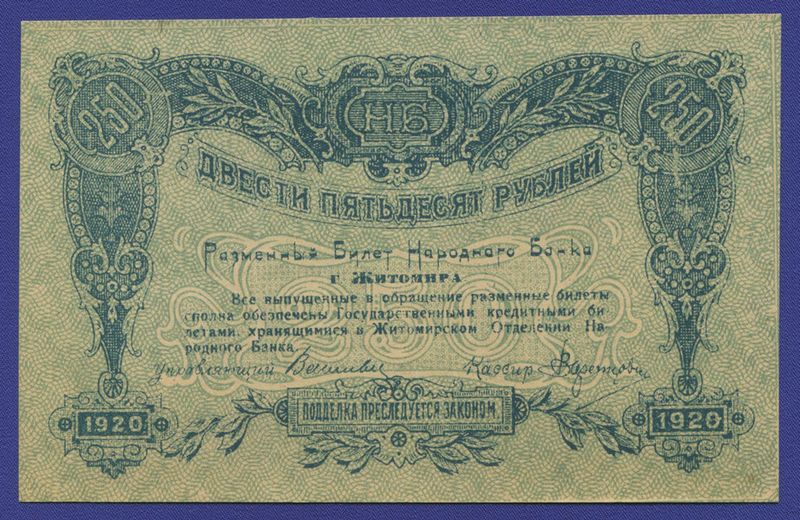 250 НБ 250
ДВЕСТИ ПЯТЬДЕСЯТ РУБЛЕЙ
Разменный Билет Народного Банка
г ЖИТОМИРА
Все выпущенные в обращение разменные билеты
сполна обеспечены Государственными кредитными би-
летами, хранящимися в Житомирском Отделении На-
родного Банка
Управляющий Кассир
1920 ПОДДЕЛКА ПРЕСЛЕДУЕТСЯ ЗАКОНОМ 1920